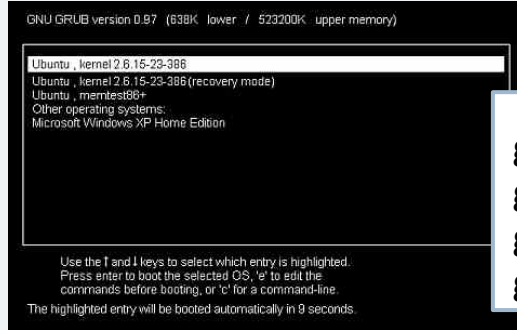 GNU GRUB version 0.97 (638K lower / 523200K upper memory)
Ubuntu , kernel 2.6.15-23-386
Ubuntu , kernel 2.6.15-23-386 (recovery mode)
Ubuntu , memtest86+
Other operating systems:
Microsoft Windows XP Home Edition
Use the ↑ and ↓ keys to select which entry is highlighted.
Press enter to boot the selected OS, 'e' to edit the
commands before booting, or 'c' for a command-line.
The highlighted entry will be booted automatically in 9 seconds.